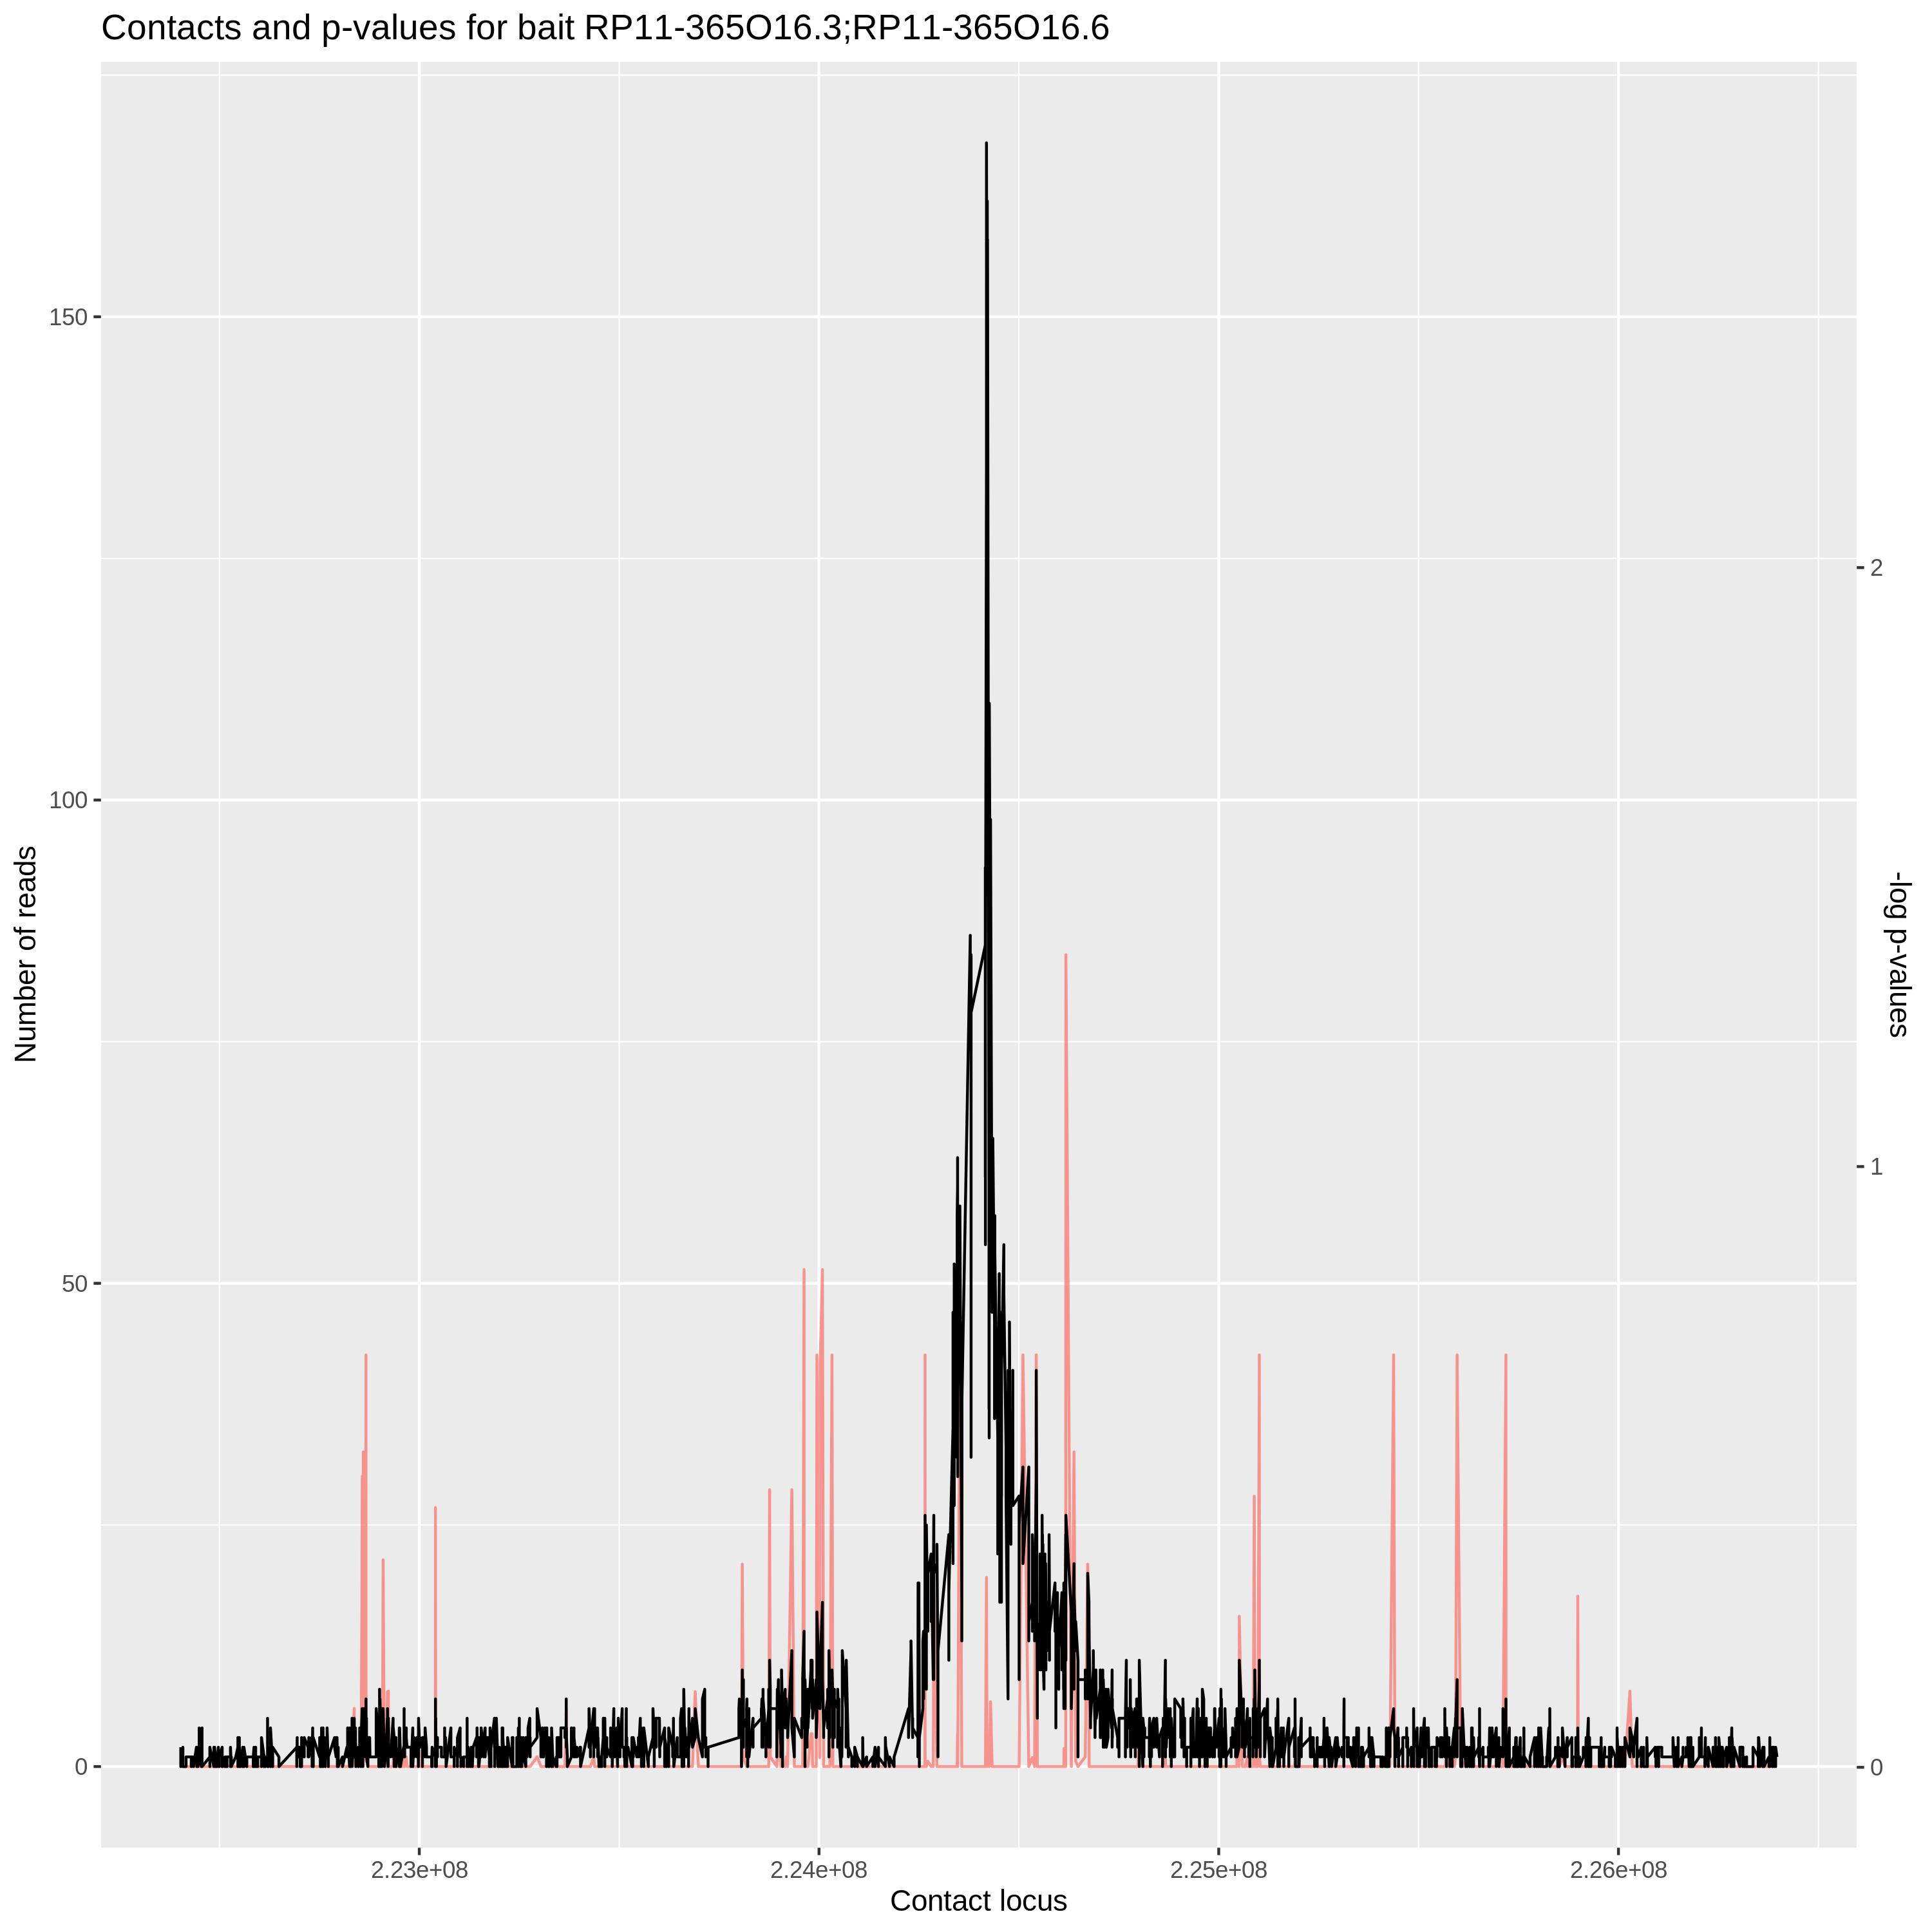 Contacts and p-values for bait RP11-365O16.3;RP11-365O16.6
Number of reads
150
100
50
0
-log p-values
2
1
0
2.23e+08
2.24e+08
2.25e+08
2.26e+08
Contact locus